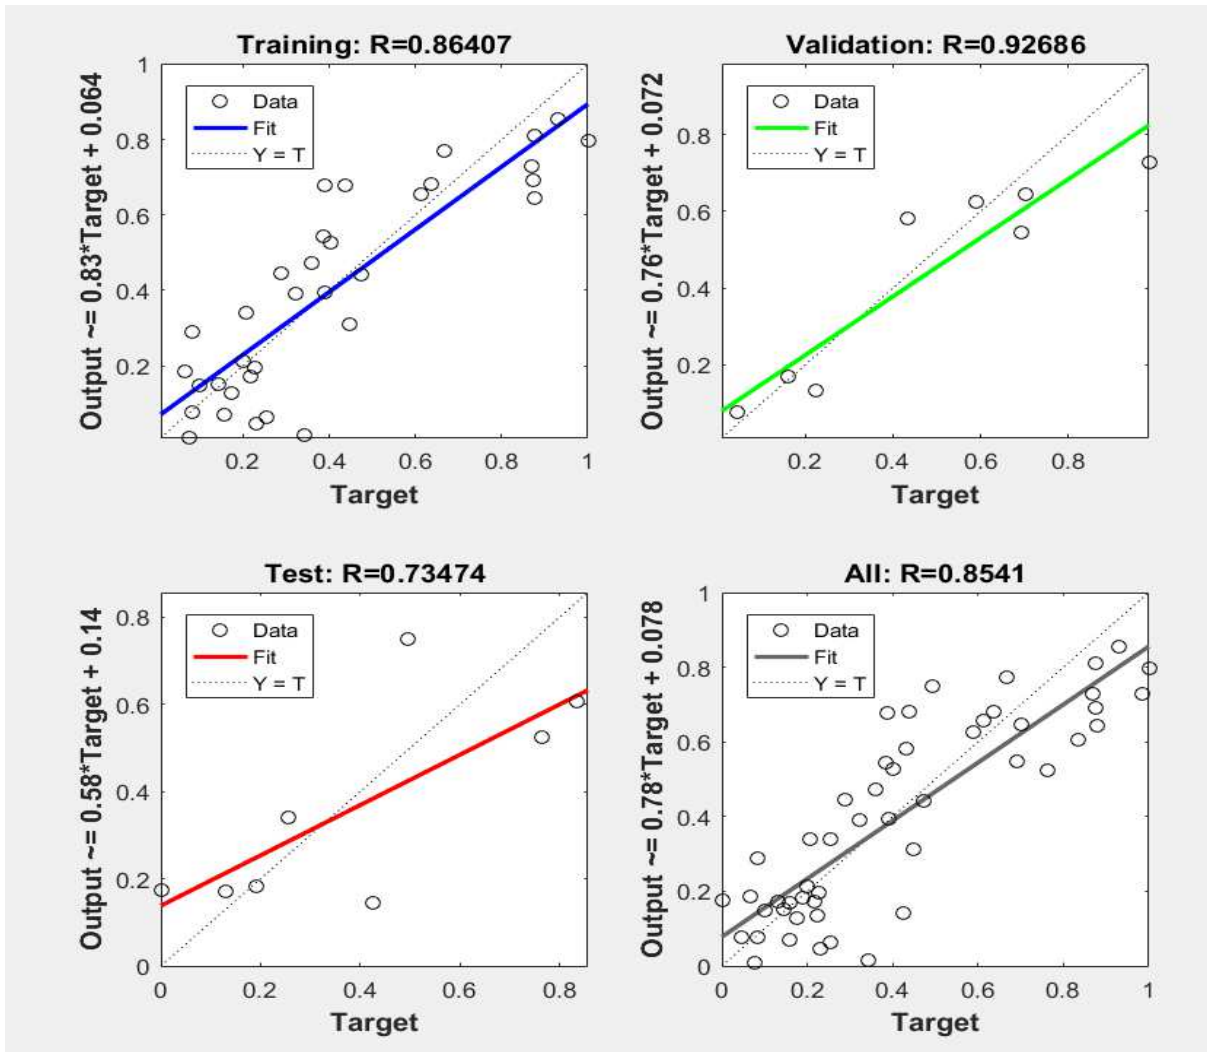 Training: R=0.86407
Output ~= 0.83*Target + 0.064
1
0.8
0.6
0.4
0.2
Data
Fit
Y = T
0.2
0.4
0.6
0.8
1
Target
Validation: R=0.92686
Output ~= 0.76*Target + 0.072
0.8
0.6
0.4
0.2
Data
Fit
Y = T
0.2
0.4
0.6
0.8
Target
Test: R=0.73474
Output ~= 0.58*Target + 0.14
0.8
0.6
0.4
0.2
0
Data
Fit
Y = T
0
0.2
0.4
0.6
0.8
Target
All: R=0.8541
Output ~= 0.78*Target + 0.078
1
0.8
0.6
0.4
0.2
0
Data
Fit
Y = T
0
0.2
0.4
0.6
0.8
1
Target